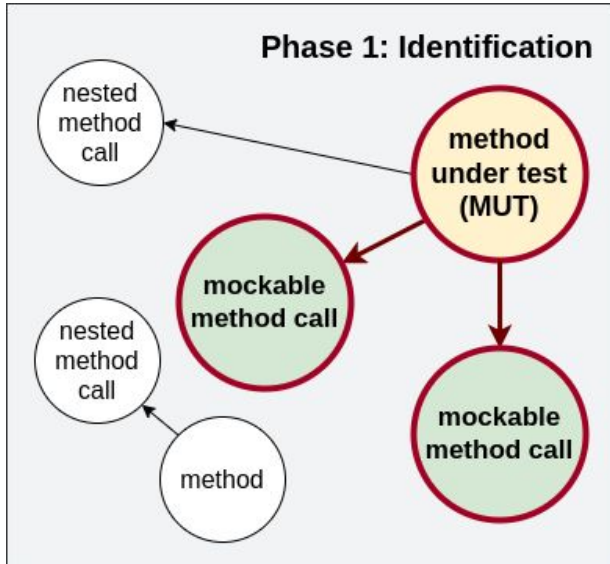 Phase 1: Identification
nested
method
call
method
under test
(MUT)
mockable
method call
nested
method
call
mockable
method call
method